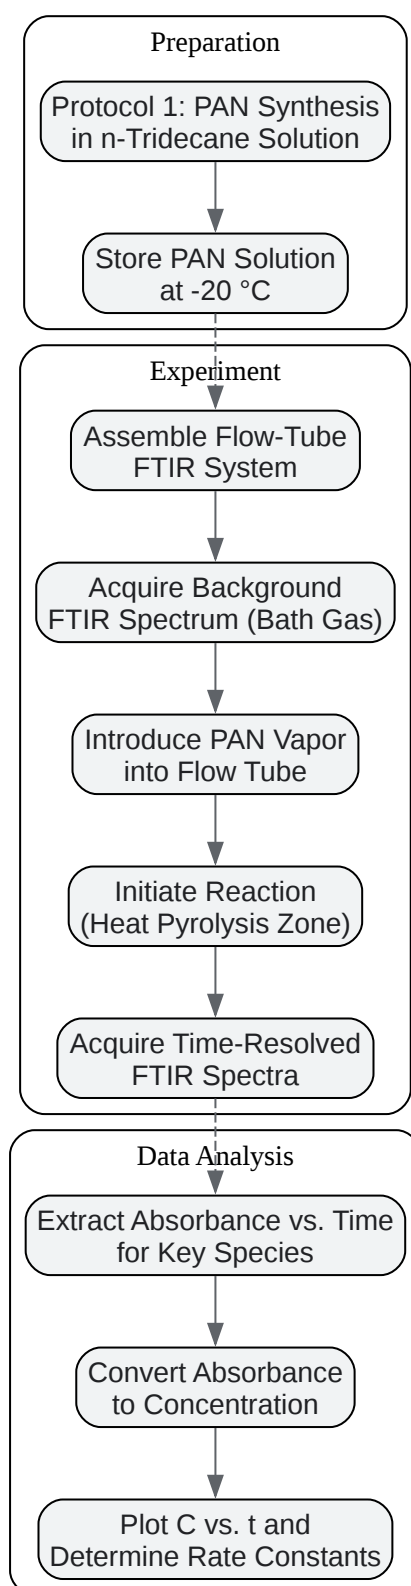 Preparation
Protocol 1: PAN Synthesis
in n-Tridecane Solution
Store PAN Solution
at -20 °C
Experiment
Assemble Flow-Tube
FTIR System
Acquire Background
FTIR Spectrum (Bath Gas)
Introduce PAN Vapor
into Flow Tube
Initiate Reaction
(Heat Pyrolysis Zone)
Acquire Time-Resolved
FTIR Spectra
Data Analysis
Extract Absorbance vs. Time
for Key Species
Convert Absorbance
to Concentration
Plot C vs. t and
Determine Rate Constants